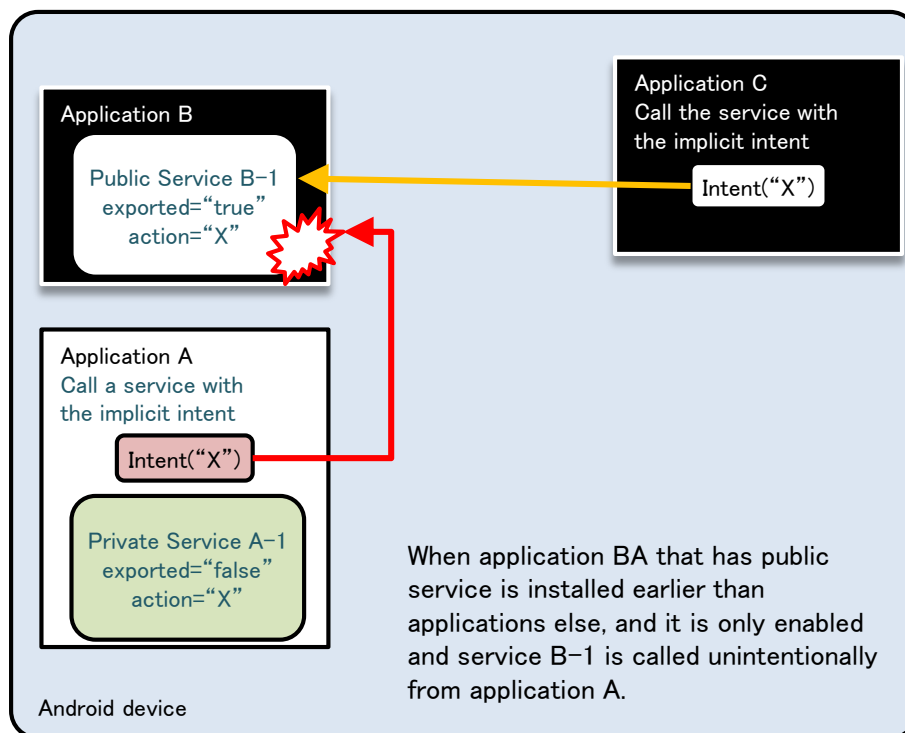 Application B
Public Service B-1
exported=“true”
action=“X”
Application C
Call the service with
the implicit intent
Intent(“X”)
Application A
Call a service with
the implicit intent
Intent(“X”)
Private Service A-1
exported=“false”
action=“X”
When application BA that has public
service is installed earlier than
applications else, and it is only enabled
and service B-1 is called unintentionally
from application A.
Android device